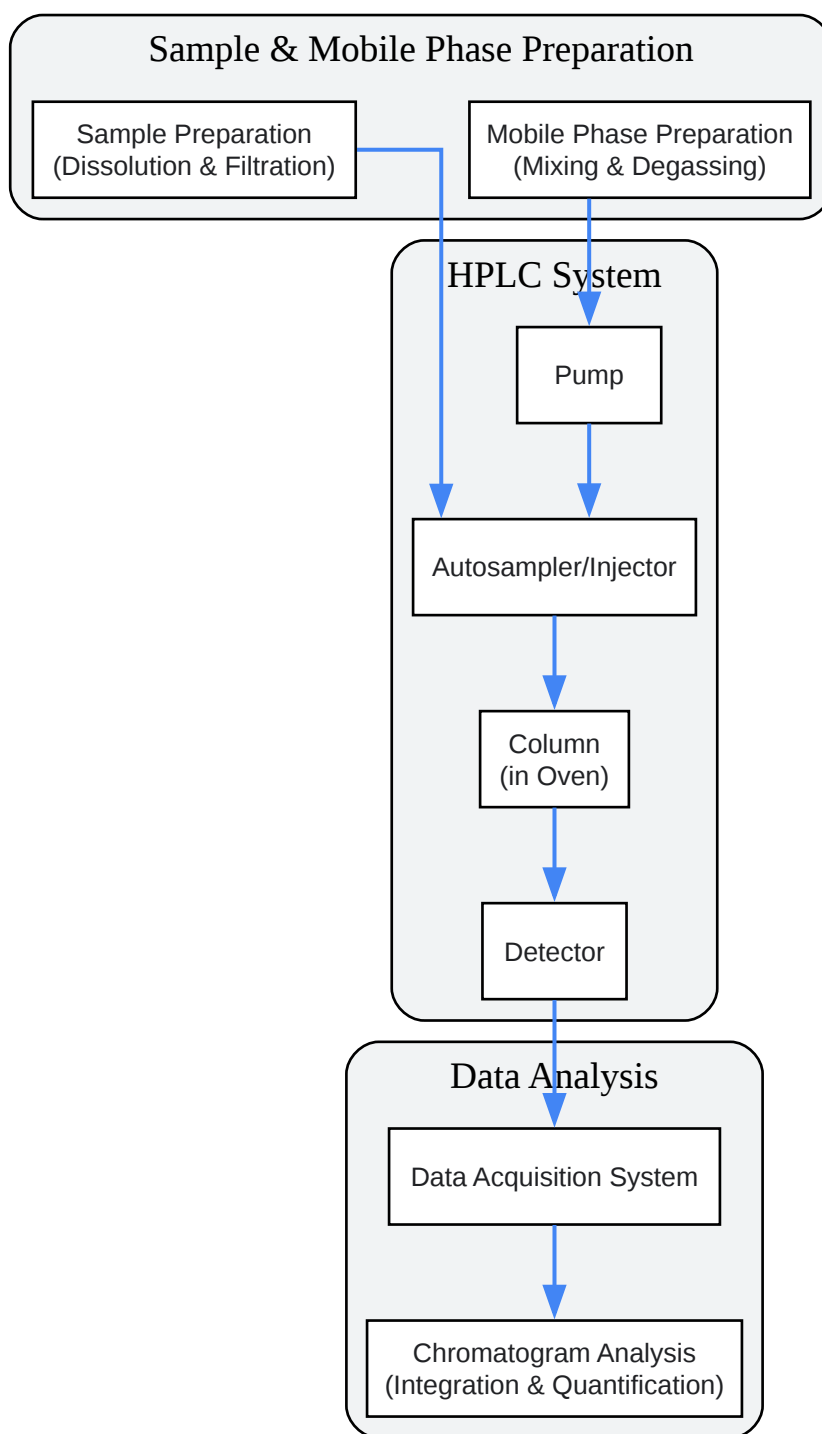 Sample & Mobile Phase Preparation
Sample Preparation
(Dissolution & Filtration)
Mobile Phase Preparation
(Mixing & Degassing)
HPLC System
Pump
Autosampler/Injector
Column
(in Oven)
Detector
Data Analysis
Data Acquisition System
Chromatogram Analysis
(Integration & Quantification)